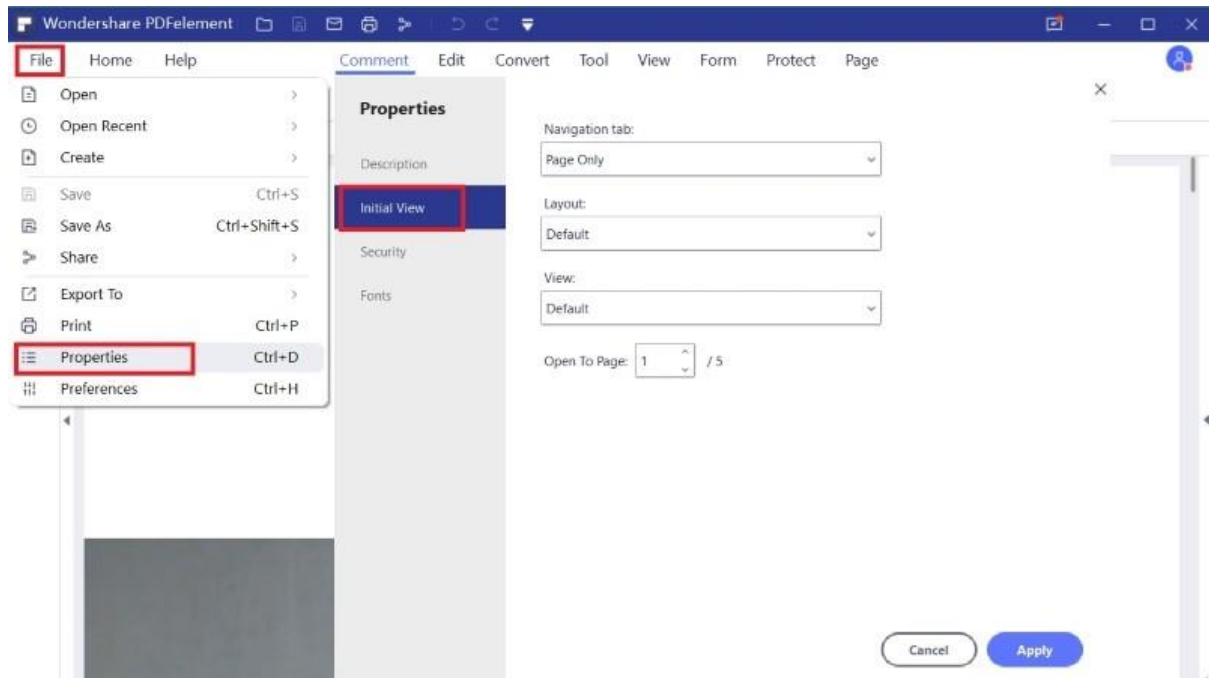 Wondershare PDFelement
File Home Help Comment Edit Convert Tool View Form Protect Page
Open
Open Recent
Create
Save Ctrl+S
Save As Ctrl+Shift+S
Share
Export To
Print Ctrl+P
Properties Ctrl+D
Preferences Ctrl+H
Properties
Description
Initial View
Security
Fonts
Navigation tab:
Page Only
Layout:
Default
View:
Default
Open To Page: 1 / 5
Cancel Apply